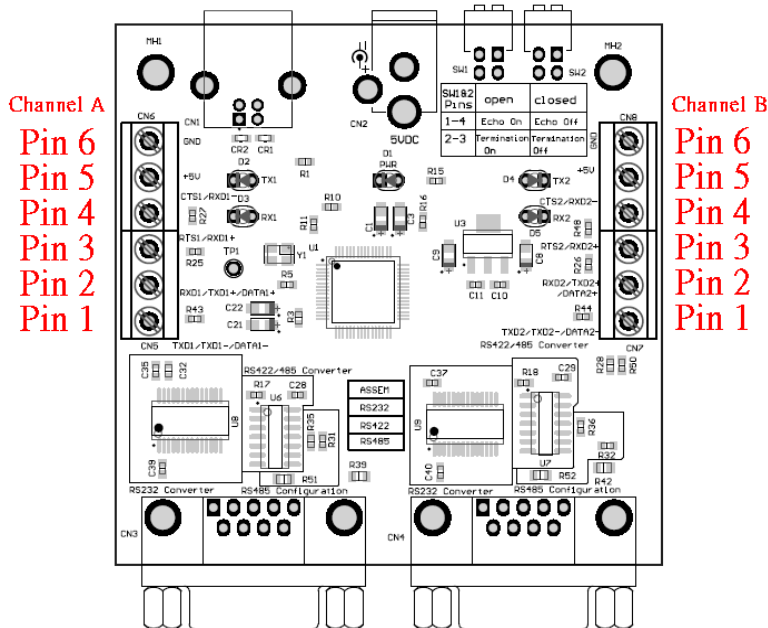 MH1
MH2
CN1
CN2
5VDC
SW1
SW2
SW1&2 Pins
open
closed
1-4
Echo On
Echo Off
2-3
Termination On
Termination Off
Channel A
Pin 6
Pin 5
Pin 4
Pin 3
Pin 2
Pin 1
CN6
GND
+5V
CTS1/RXD1-
R27
RTS1/RXD1+
R25
RXD1/TXD1+/DATA1+
R43
TXD1/TXD1-/DATA1-
CN5
Channel B
Pin 6
Pin 5
Pin 4
Pin 3
Pin 2
Pin 1
CN8
GND
+5V
CTS2/RXD2-
R48
RTS2/RXD2+
R26
RXD2/TXD2+
/DATA2+
R44
TXD2/TXD2-/DATA2-
CN7
CR2
CR1
D2
TX1
D3
RX1
R1
D1
PWR
R15
R10
R11
C1
C3
R16
D4
TX2
D5
RX2
U3
C9
C8
C11
C10
TP1
Y1
U1
R5
C22
C21
R3
RS422/485 Converter
RS422/485 Converter
C35
C32
U8
C39
RS232 Converter
R17
C28
U6
R35
R31
R51
R39
RS485 Configuration
ASSEM
RS232
RS422
RS485
C37
U9
C40
RS232 Converter
R18
C29
U7
R28
R50
R36
R32
R52
R42
RS485 Configuration
CN3
CN4